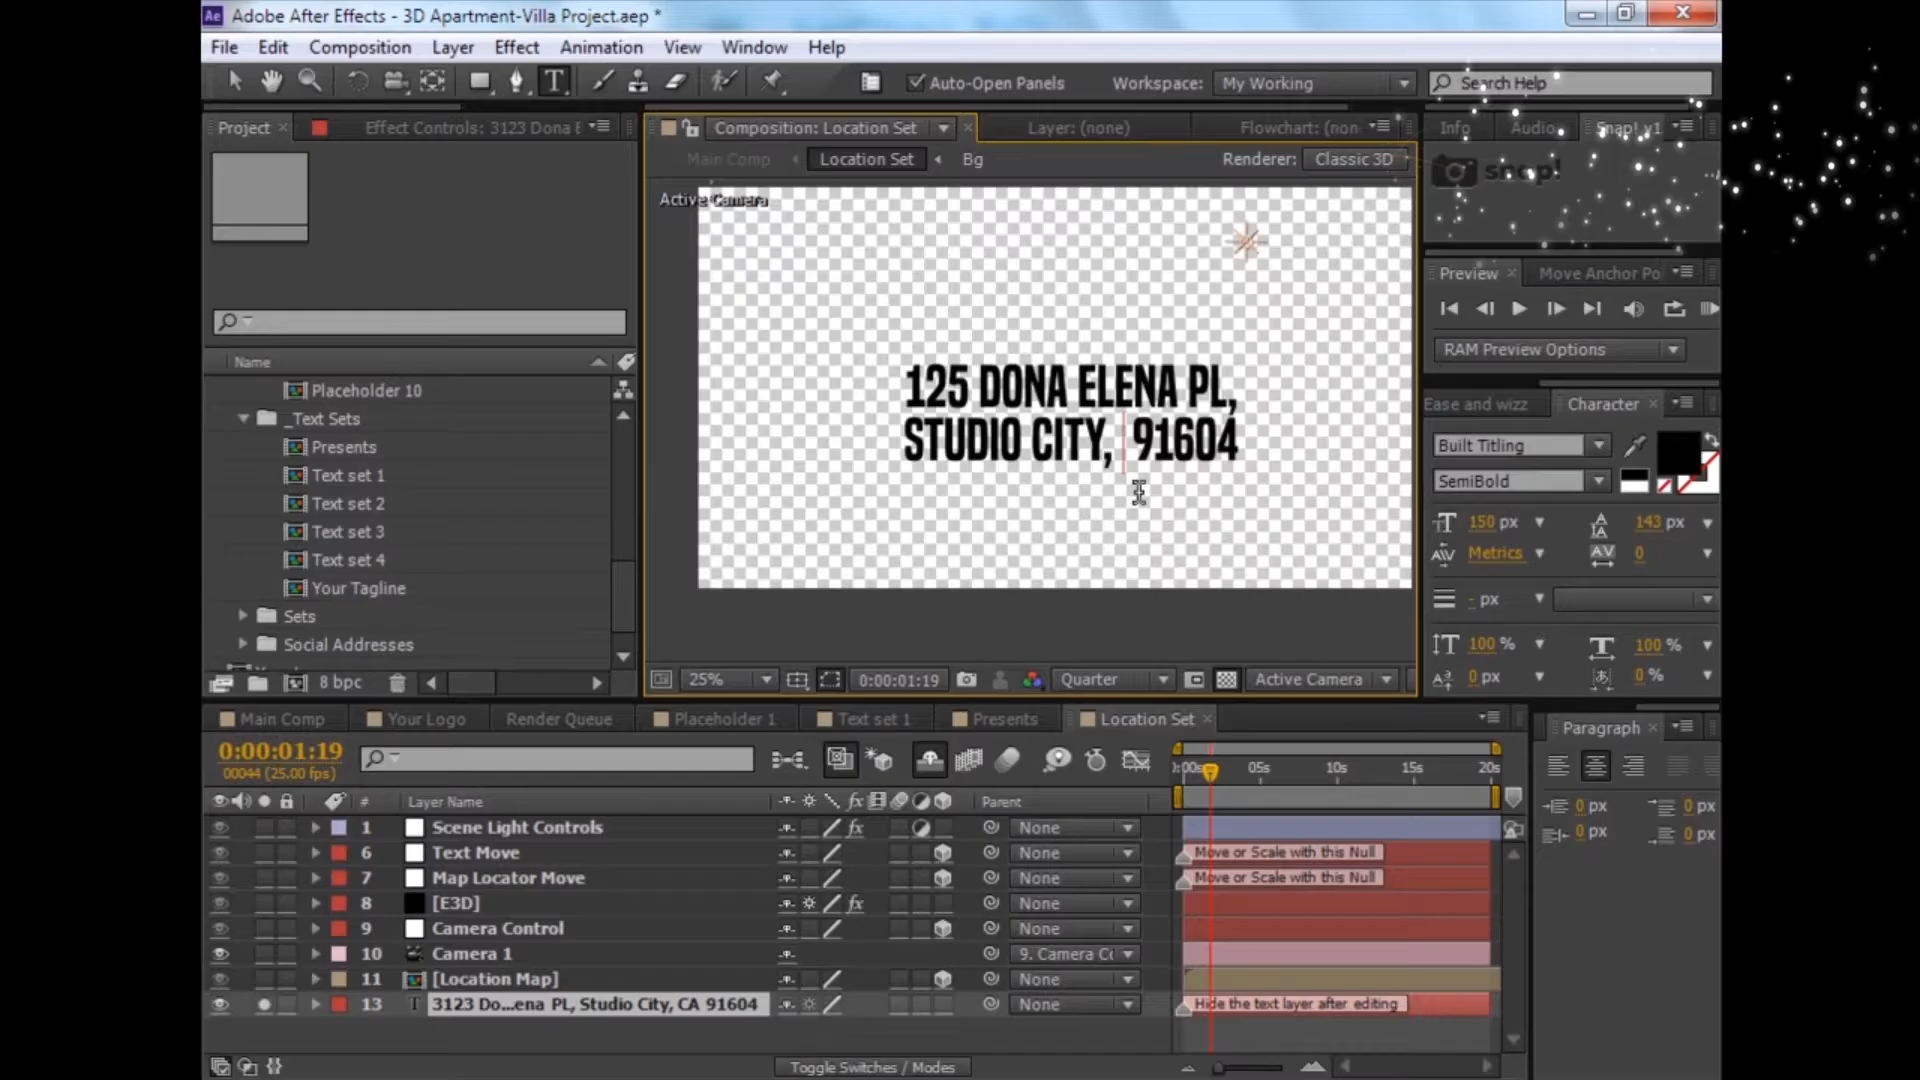 Ae Adobe After Effects - 3D Apartment-Villa Project.aep *
File Edit Composition Layer Effect Animation View Window Help
T Auto-Open Panels Workspace: My Working Search Help
Project Effect Controls: 3123 Dona E Composition: Location Set Layer: (none) Flowchart: (non Info Audio Snap! v1
Main Comp Location Set Bg Renderer: Classic 3D
snap!
Active Camera
Preview Move Anchor Po
RAM Preview Options
Name
Placeholder 10
_Text Sets
Presents
Text set 1
Text set 2
Text set 3
Text set 4
Your Tagline
Sets
Social Addresses
8 bpc
125 DONA ELENA PL,
STUDIO CITY, 91604
25% 0:00:01:19 Quarter Active Camera
Ease and wizz Character
Built Titling
SemiBold
150 px 143 px
Metrics 0
- px
100 % 100 %
0 px 0 %
Main Comp Your Logo Render Queue Placeholder 1 Text set 1 Presents Location Set
0:00:01:19
00044 (25.00 fps)
:00s 05s 10s 15s 20s
# Layer Name fx Parent
1 Scene Light Controls fx None
6 Text Move None Move or Scale with this Null
7 Map Locator Move None Move or Scale with this Null
8 [E3D] fx None
9 Camera Control None
10 Camera 1 9. Camera Co
11 [Location Map] None
13 T 3123 Do...ena PL, Studio City, CA 91604 None Hide the text layer after editing
Toggle Switches / Modes
Paragraph
0 px 0 px
0 px 0 px